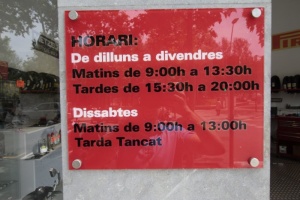 HORARI:
De dilluns a divendres
Matins de 9:00h a 13:30h
Tardes de 15:30h a 20:00h
Dissabtes
Matins de 9:00h a 13:00h
Tarda Tancat